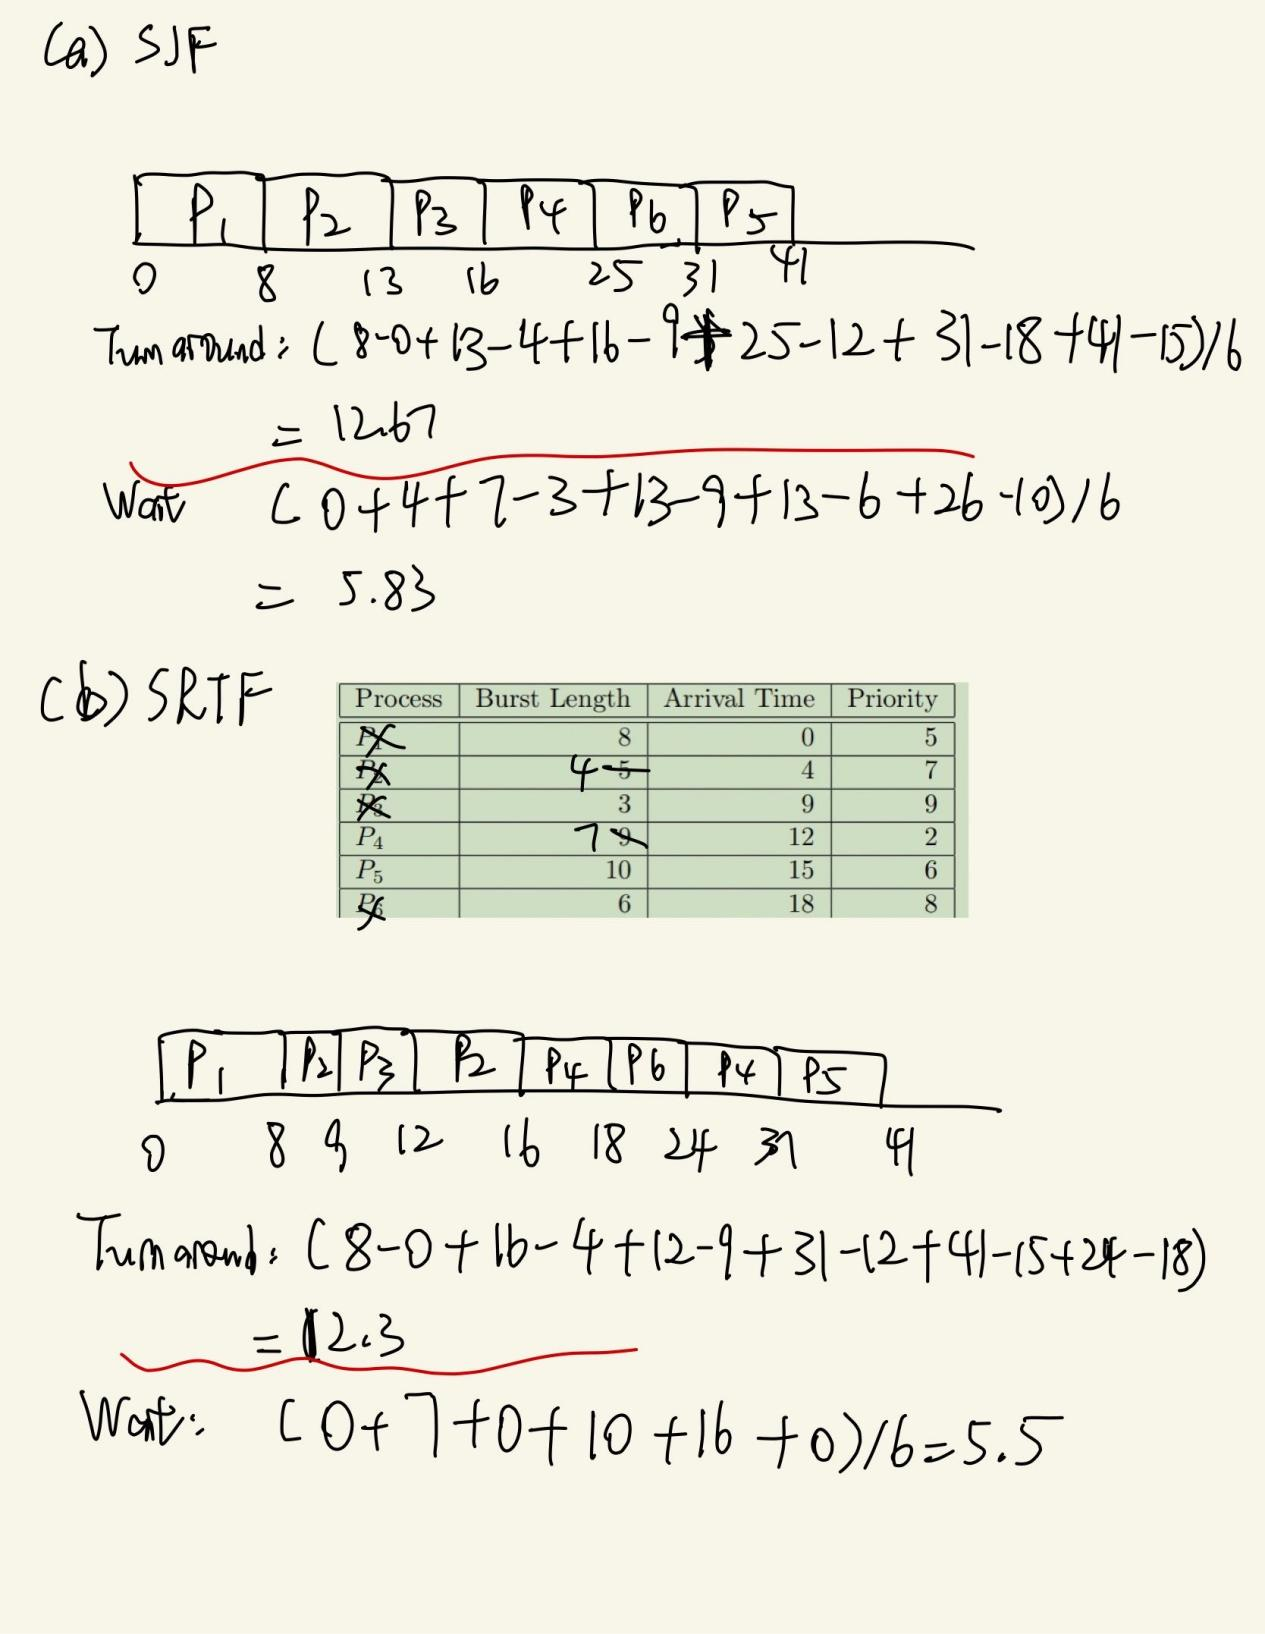 (a) SJF
P1 P2 P3 P4 P6 P5
0 8 13 16 25 31 41
Turnaround: (8-0+13-4+16-9+25-12+31-18+41-15)/6
= 12.67
Wait (0+4+7-3+13-9+13-6+26-10)/6
= 5.83
(b) SRTF
Process Burst Length Arrival Time Priority
P1 8 0 5
P2 4 5 4 7
P3 3 9 9
P4 7 9 12 2
P5 10 15 6
P6 6 18 8
P1 P2 P3 P2 P4 P6 P4 P5
0 8 9 12 16 18 24 31 41
Turnaround: (8-0+16-4+12-9+31-12+41-15+24-18)
= 12.3
Wait: (0+7+0+10+16+0)/6=5.5